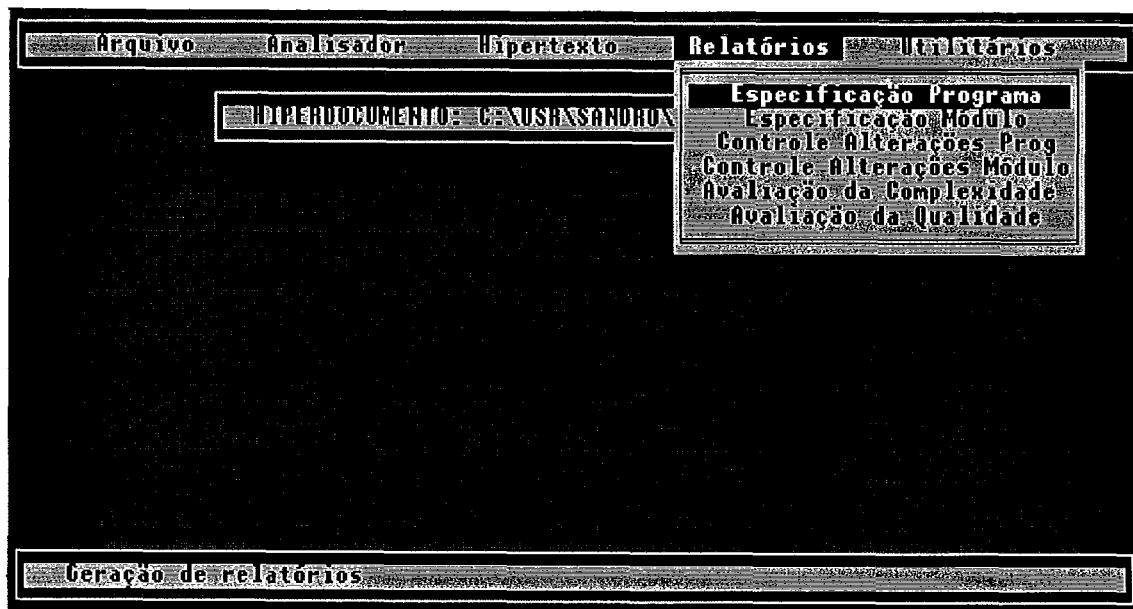 Arquivo Analisador Hipertexto Relatórios Utilitários
HIPERDOCUMENTO: C:\USR\SANDRO\
Especificação Programa
Especificação Módulo
Controle Alterações Prog
Controle Alterações Módulo
Avaliação da Complexidade
Avaliação da Qualidade
Geração de relatórios